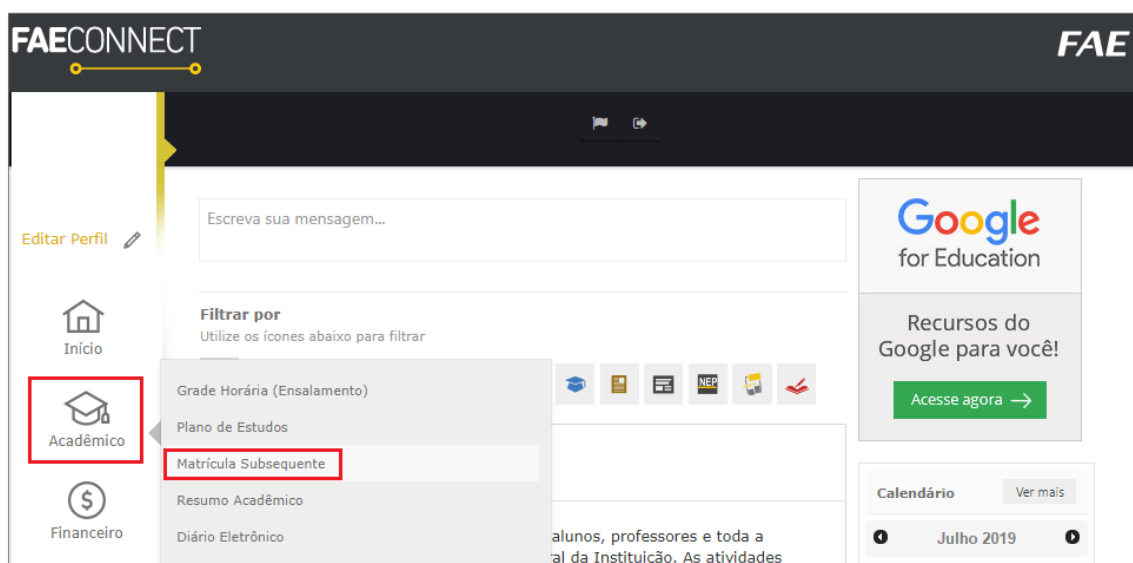 FAECONNECT
FAE
Editar Perfil
Início
Acadêmico
Financeiro
Escreva sua mensagem...
Filtrar por
Utilize os ícones abaixo para filtrar
NEP
Grade Horária (Ensalamento)
Plano de Estudos
Matrícula Subsequente
Resumo Acadêmico
Diário Eletrônico
alunos, professores e toda a
al da Instituição. As atividades
Google
for Education
Recursos do
Google para você!
Acesse agora →
Calendário
Ver mais
Julho 2019